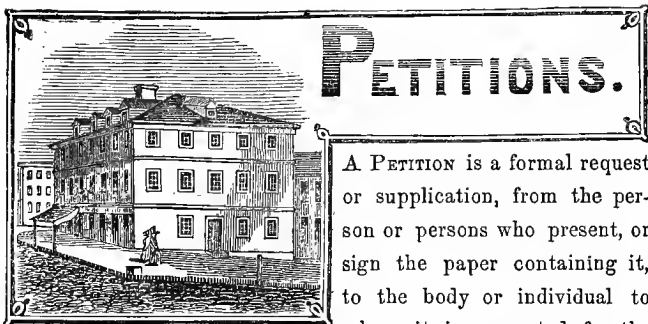 PETITIONS.
A PETITION is a formal request
or supplication, from the per-
son or persons who present, or
sign the paper containing it,
to the body or individual to